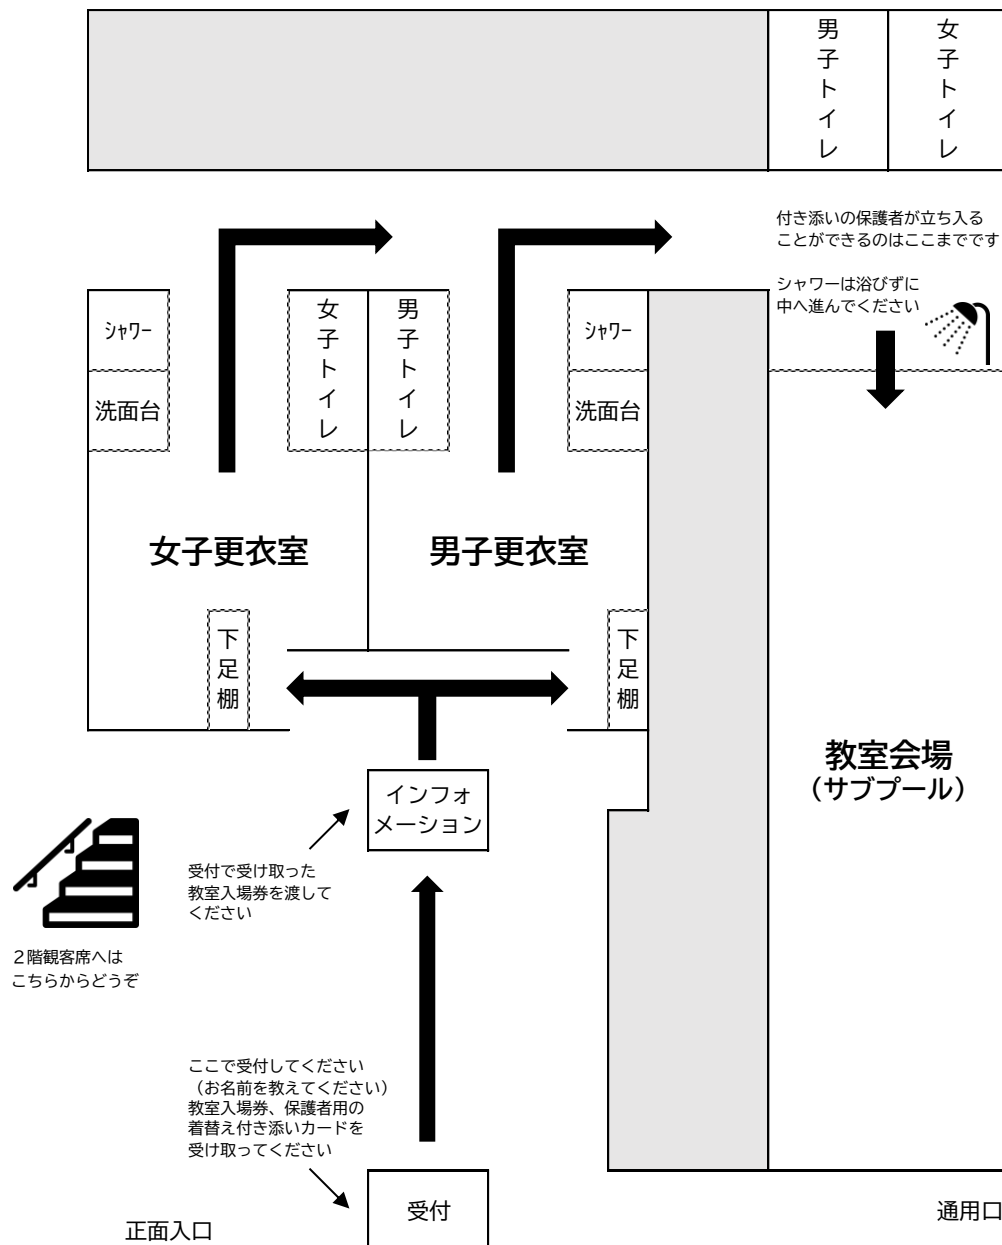 男子トイレ
女子トイレ
付き添いの保護者が立ち入る
ことができるのはここまでです
シャワーは浴びずに
中へ進んでください
シャワー
洗面台
女子トイレ
男子トイレ
シャワー
洗面台
女子更衣室
男子更衣室
下足棚
下足棚
教室会場
（サブプール）
インフォ
メーション
受付で受け取った
教室入場券を渡して
ください
２階観客席へは
こちらからどうぞ
ここで受付してください
（お名前を教えてください）
教室入場券、保護者用の
着替え付き添いカードを
受け取ってください
受付
正面入口
通用口